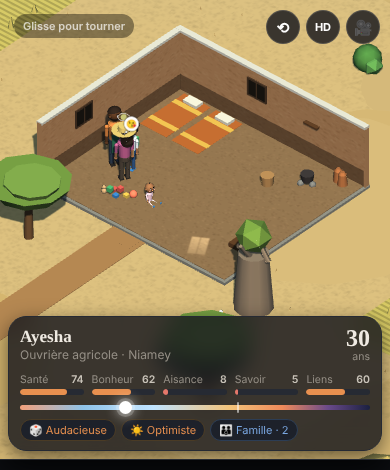 Glisse pour tourner
HD
Ayesha
30
Ouvrière agricole · Niamey
ans
Santé 74 Bonheur 62 Aisance 8 Savoir 5 Liens 60
Audacieuse Optimiste Famille · 2